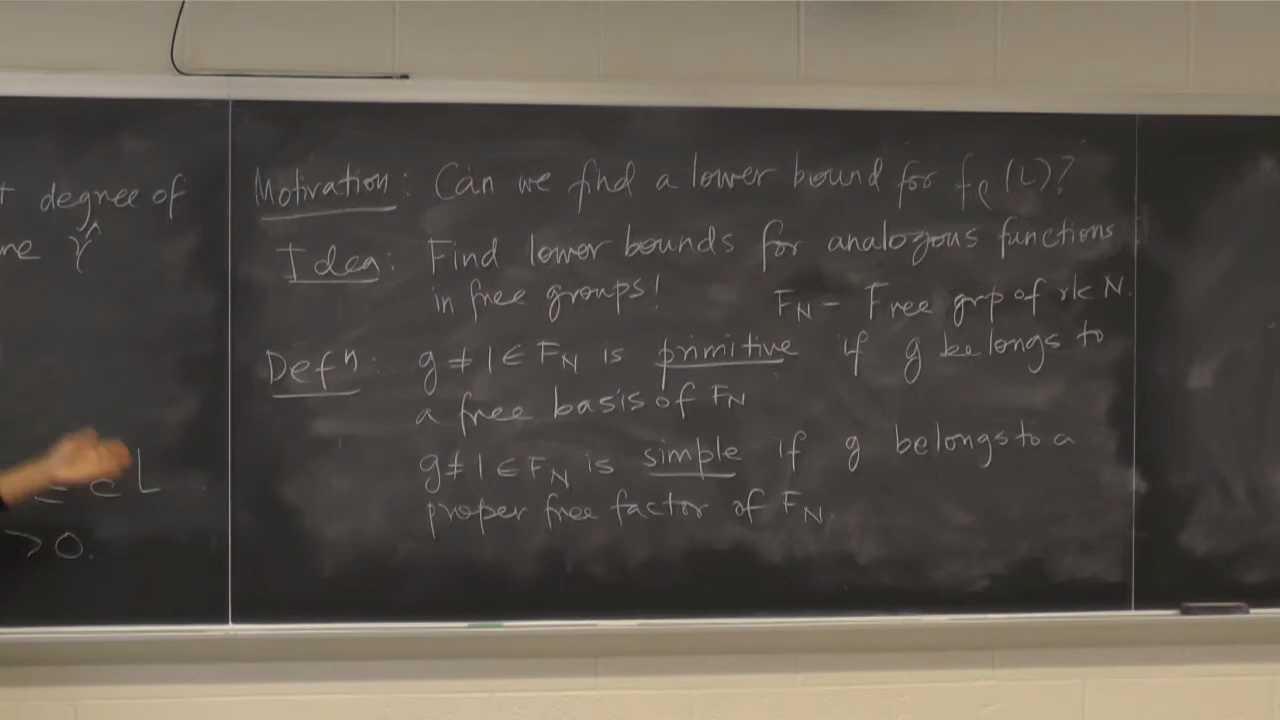 degree of
γ̂
≤ cL
> 0.
Motivation: Can we find a lower bound for f_ρ(L)?
Idea: Find lower bounds for analogous functions
in free groups!
F_N - Free grp of rk N.
Defⁿ: g ≠ 1 ∈ F_N is primitive if g belongs to
a free basis of F_N
g ≠ 1 ∈ F_N is simple if g belongs to a
proper free factor of F_N.